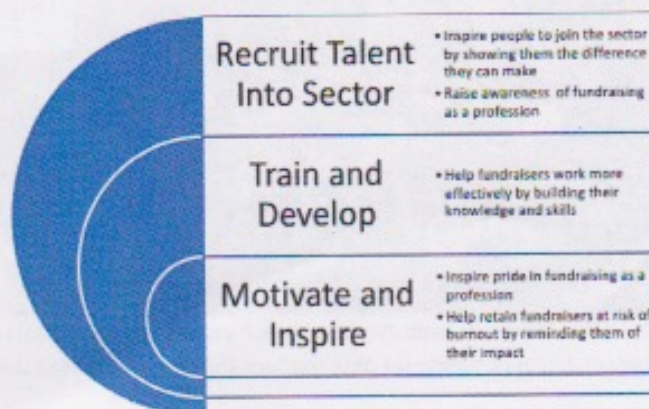 Recruit Talent
Into Sector
• Inspire people to join the sector
by showing them the difference
they can make
• Raise awareness of fundraising
as a profession
Train and
Develop
• Help fundraisers work more
effectively by building their
knowledge and skills
Motivate and
Inspire
• Inspire pride in fundraising as a
profession
• Help retain fundraisers at risk of
burnout by reminding them of
their impact